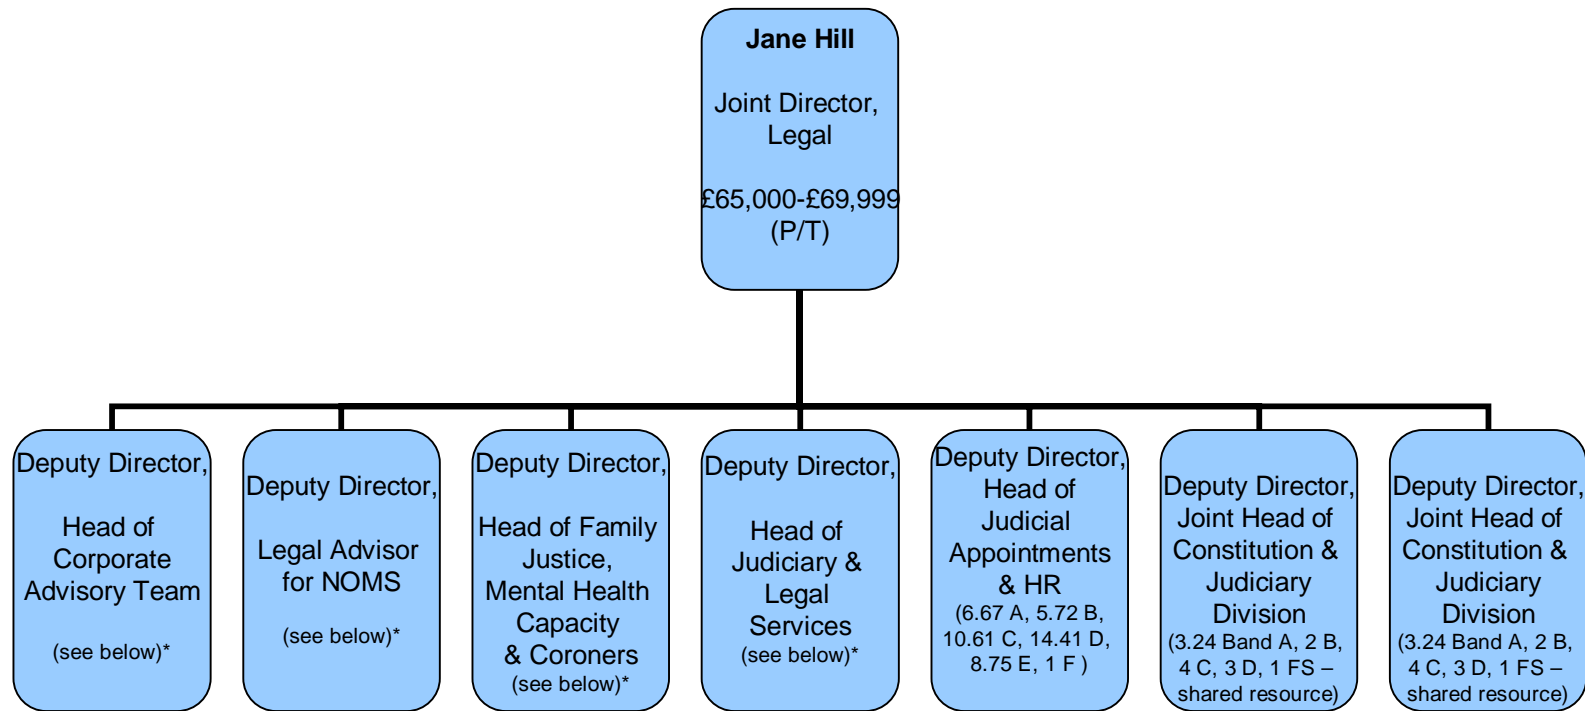 Jane Hill
Joint Director,
Legal
£65,000-£69,999
(P/T)
Deputy Director,
Head of
Corporate
Advisory Team
(see below)*
Deputy Director,
Legal Advisor
for NOMS
(see below)*
Deputy Director,
Head of Family
Justice,
Mental Health
Capacity
& Coroners
(see below)*
Deputy Director,
Head of
Judiciary &
Legal
Services
(see below)*
Deputy Director,
Head of
Judicial
Appointments
& HR
(6.67 A, 5.72 B,
10.61 C, 14.41 D,
8.75 E, 1 F )
Deputy Director,
Joint Head of
Constitution &
Judiciary
Division
(3.24 Band A, 2 B,
4 C, 3 D, 1 FS –
shared resource)
Deputy Director,
Joint Head of
Constitution &
Judiciary
Division
(3.24 Band A, 2 B,
4 C, 3 D, 1 FS –
shared resource)